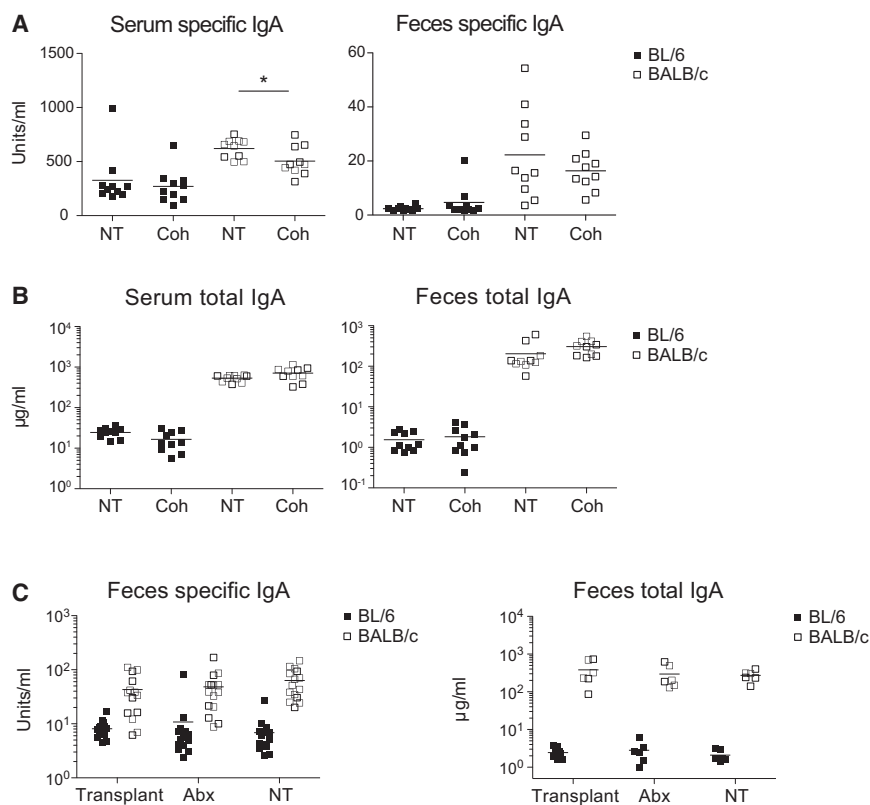 A
Serum specific IgA
Feces specific IgA
BL/6
BALB/c
Units/ml
1500
1000
500
0
*
60
40
20
0
NT Coh NT Coh
NT Coh NT Coh
B
Serum total IgA
Feces total IgA
BL/6
BALB/c
µg/ml
10⁴
10³
10²
10¹
10⁰
10³
10²
10¹
10⁰
10⁻¹
NT Coh NT Coh
NT Coh NT Coh
C
Feces specific IgA
BL/6
BALB/c
Units/ml
10³
10²
10¹
10⁰
Transplant Abx NT
Feces total IgA
BL/6
BALB/c
µg/ml
10⁴
10³
10²
10¹
10⁰
Transplant Abx NT